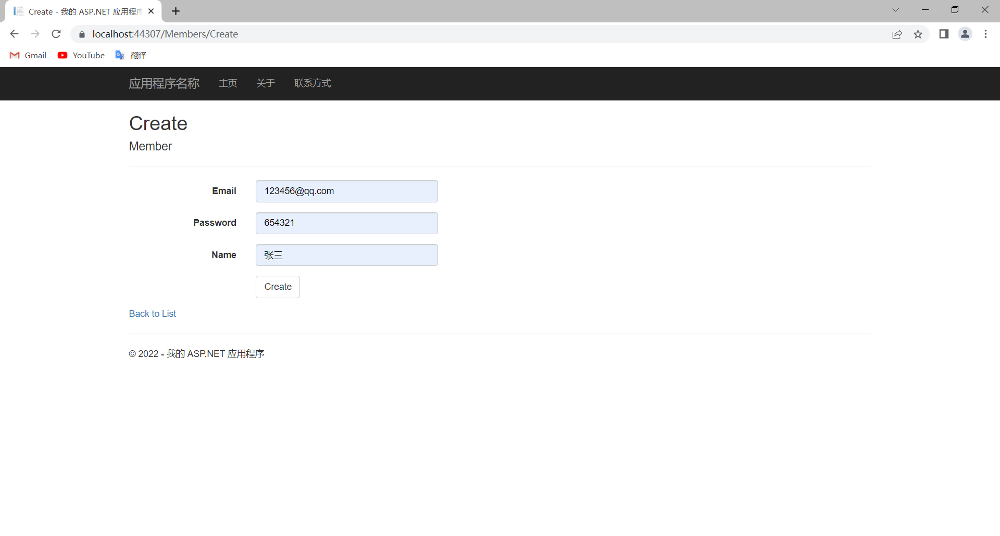 Create - 我的 ASP.NET 应用程序
localhost:44307/Members/Create
Gmail YouTube 翻译
应用程序名称 主页 关于 联系方式
Create
Member
Email 123456@qq.com
Password 654321
Name 张三
Create
Back to List
© 2022 - 我的 ASP.NET 应用程序